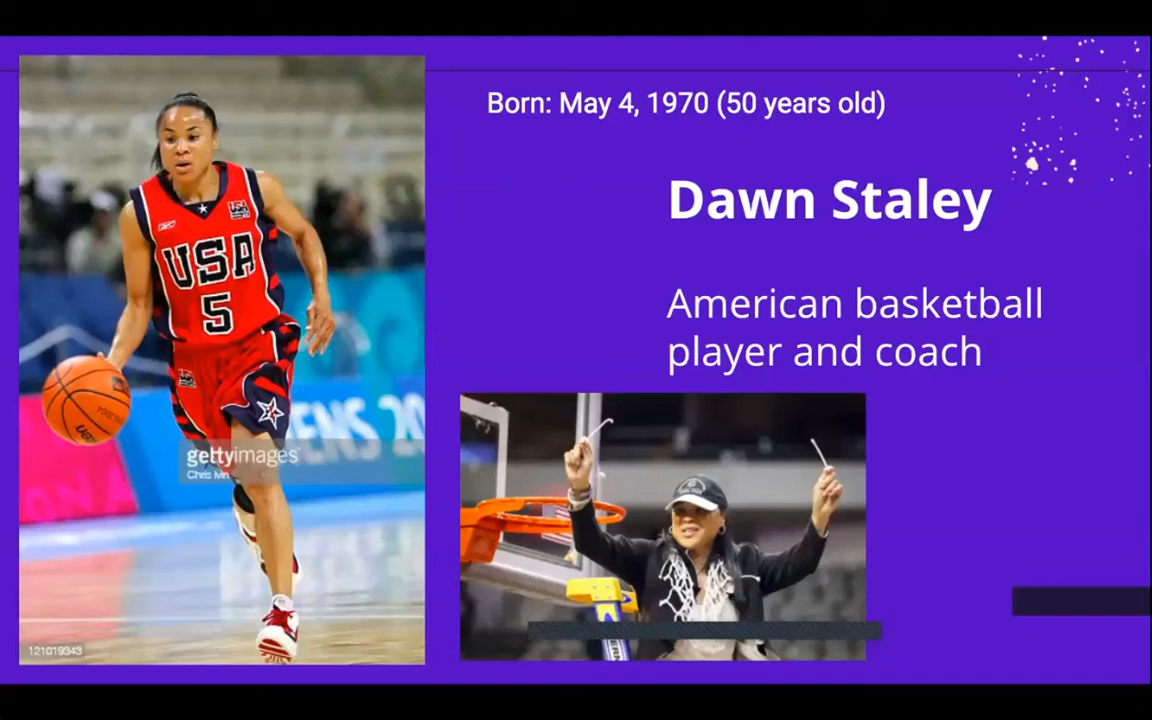 Born: May 4, 1970 (50 years old)
Dawn Staley
American basketball
player and coach
USA
5
gettyimages
121019343